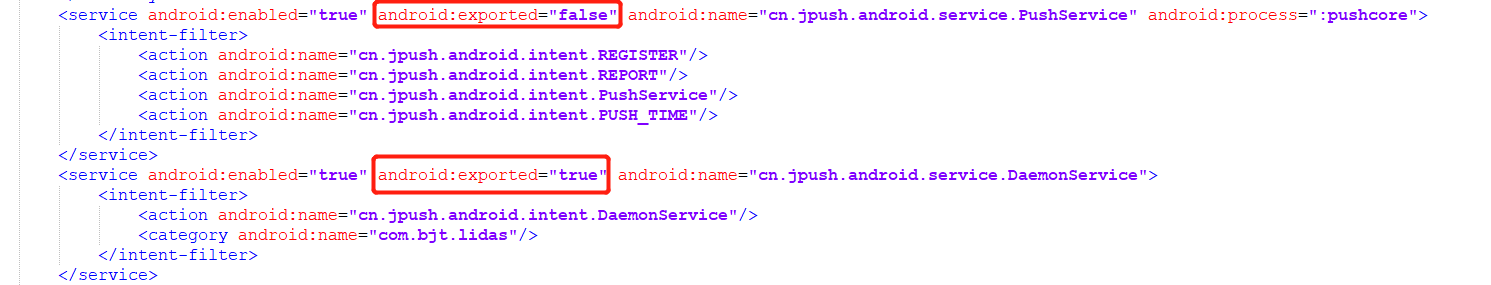 <service android:enabled="true" android:exported="false" android:name="cn.jpush.android.service.PushService" android:process=":pushcore">
<intent-filter>
<action android:name="cn.jpush.android.intent.REGISTER"/>
<action android:name="cn.jpush.android.intent.REPORT"/>
<action android:name="cn.jpush.android.intent.PushService"/>
<action android:name="cn.jpush.android.intent.PUSH_TIME"/>
</intent-filter>
</service>
<service android:enabled="true" android:exported="true" android:name="cn.jpush.android.service.DaemonService">
<intent-filter>
<action android:name="cn.jpush.android.intent.DaemonService"/>
<category android:name="com.bjt.lidas"/>
</intent-filter>
</service>